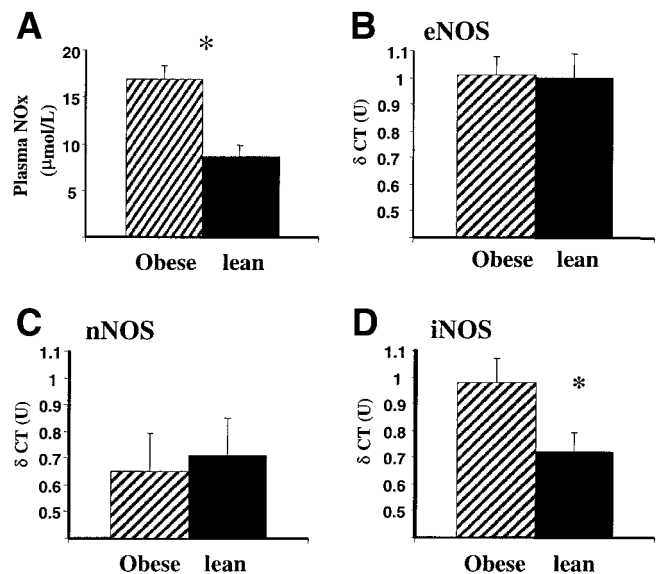 A
*
20
15
10
5
Plasma NOx
(μmol/L)
Obese lean
B
eNOS
1.1
1
0.9
0.8
0.7
0.6
0.5
δ CT (U)
Obese lean
C
nNOS
1.1
1
0.9
0.8
0.7
0.6
0.5
δ CT (U)
Obese lean
D
iNOS
*
1.1
1
0.9
0.8
0.7
0.6
0.5
δ CT (U)
Obese lean